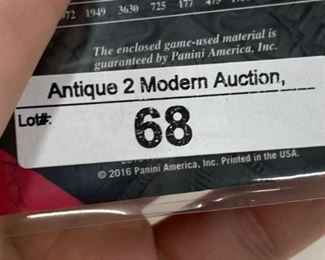 1949 3630 725 177 475
The enclosed game-used material is
guaranteed by Panini America, Inc.
Antique 2 Modern Auction,
Lot#:
68
© 2016 Panini America, Inc. Printed in the USA.